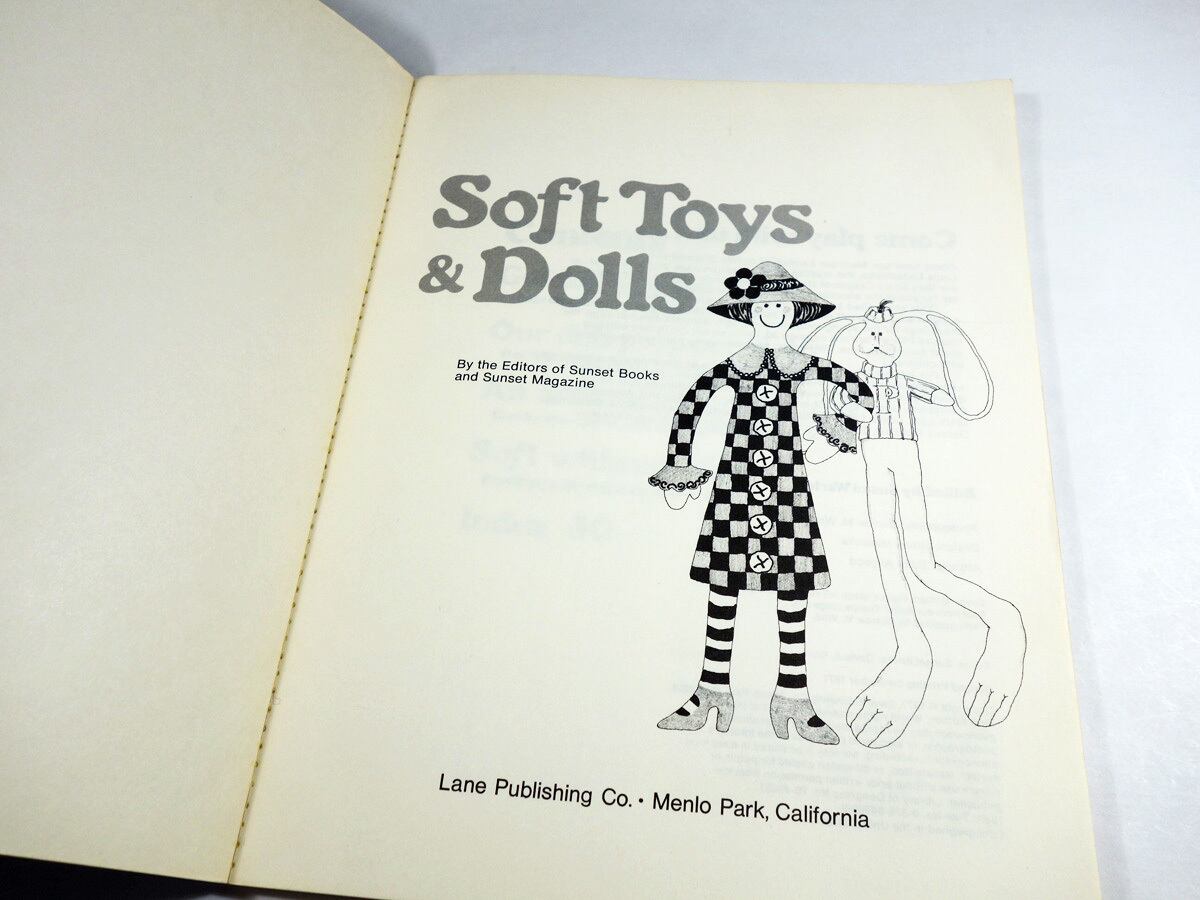 Soft Toys
& Dolls
By the Editors of Sunset Books
and Sunset Magazine
Lane Publishing Co. • Menlo Park, California